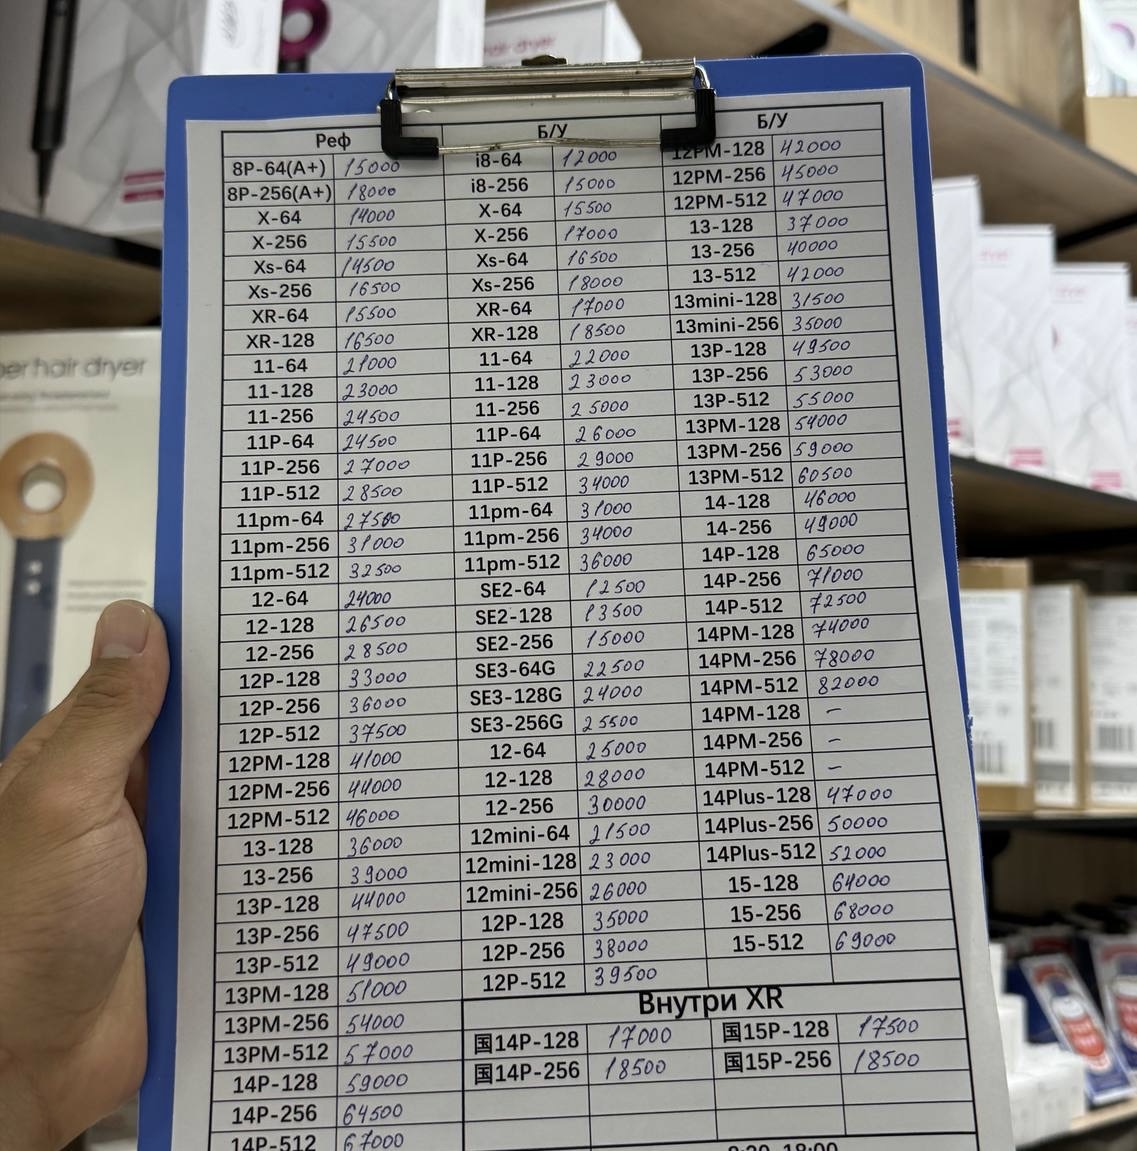 hair dryer
per hair dryer
Реф
8P-64(A+) 15000
8P-256(A+) 18000
X-64 14000
X-256 15500
Xs-64 14500
Xs-256 16500
XR-64 15500
XR-128 16500
11-64 21000
11-128 23000
11-256 24500
11P-64 24500
11P-256 27000
11P-512 28500
11pm-64 27500
11pm-256 31000
11pm-512 32500
12-64 24000
12-128 26500
12-256 28500
12P-128 33000
12P-256 36000
12P-512 37500
12PM-128 41000
12PM-256 44000
12PM-512 46000
13-128 36000
13-256 39000
13P-128 44000
13P-256 47500
13P-512 49000
13PM-128 51000
13PM-256 54000
13PM-512 57000
14P-128 59000
14P-256 64500
14P-512 67000
Б/У
i8-64 12000
i8-256 15000
X-64 15500
X-256 17000
Xs-64 16500
Xs-256 18000
XR-64 17000
XR-128 18500
11-64 22000
11-128 23000
11-256 25000
11P-64 26000
11P-256 29000
11P-512 34000
11pm-64 31000
11pm-256 34000
11pm-512 36000
SE2-64 12500
SE2-128 13500
SE2-256 15000
SE3-64G 22500
SE3-128G 24000
SE3-256G 25500
12-64 25000
12-128 28000
12-256 30000
12mini-64 21500
12mini-128 23000
12mini-256 26000
12P-128 35000
12P-256 38000
12P-512 39500
Б/У
12PM-128 42000
12PM-256 45000
12PM-512 47000
13-128 37000
13-256 40000
13-512 42000
13mini-128 31500
13mini-256 35000
13P-128 49500
13P-256 53000
13P-512 55000
13PM-128 54000
13PM-256 59000
13PM-512 60500
14-128 46000
14-256 49000
14P-128 65000
14P-256 71000
14P-512 72500
14PM-128 74000
14PM-256 78000
14PM-512 82000
14PM-128 –
14PM-256 –
14PM-512 –
14Plus-128 47000
14Plus-256 50000
14Plus-512 52000
15-128 64000
15-256 68000
15-512 69000
Внутри XR
国14P-128 17000 国15P-128 17500
国14P-256 18500 国15P-256 18500